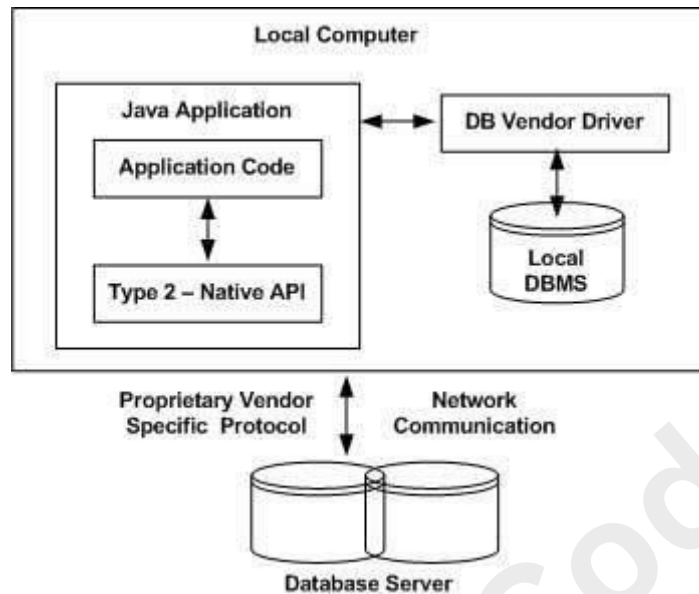 Local Computer
Java Application
Application Code
Type 2 – Native API
DB Vendor Driver
Local
DBMS
Proprietary Vendor
Specific Protocol
Network
Communication
Database Server
Cod